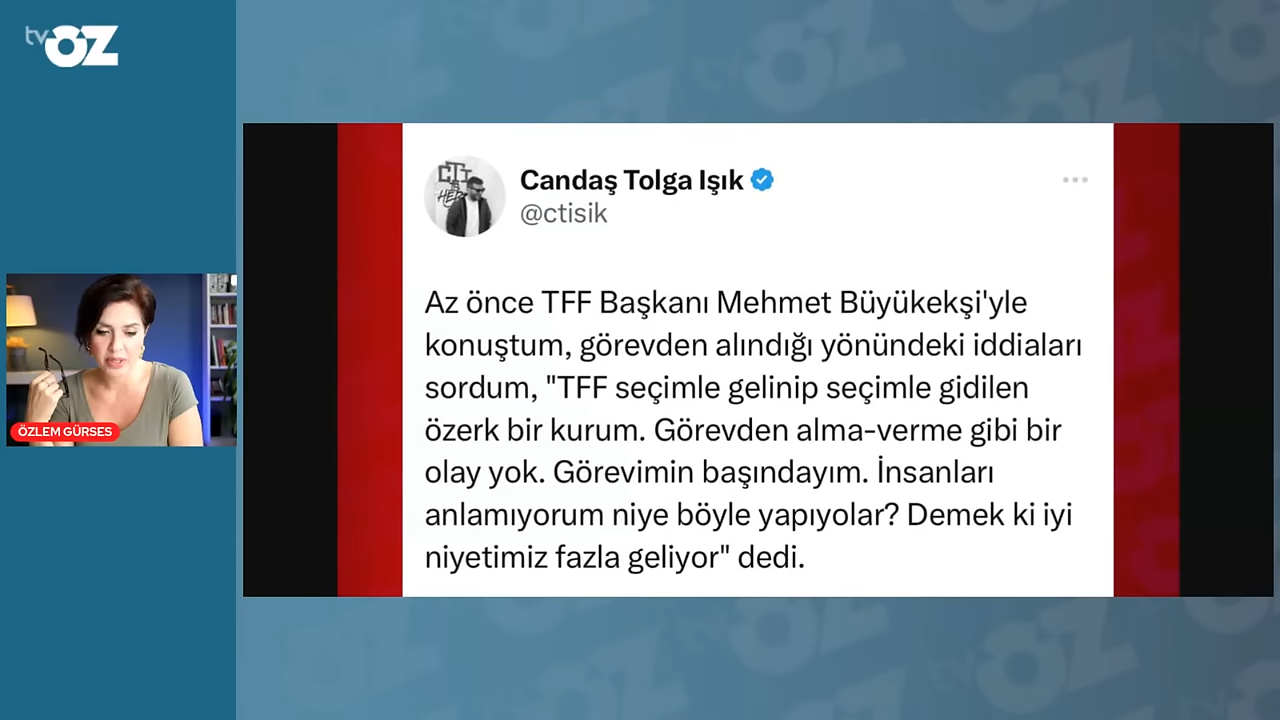 tv ÖZ
Candaş Tolga Işık
@ctisik
Az önce TFF Başkanı Mehmet Büyükekşi'yle
konuştum, görevden alındığı yönündeki iddiaları
sordum, "TFF seçimle gelinip seçimle gidilen
özerk bir kurum. Görevden alma-verme gibi bir
olay yok. Görevimin başındayım. İnsanları
anlamıyorum niye böyle yapıyolar? Demek ki iyi
niyetimiz fazla geliyor" dedi.
ÖZLEM GÜRSES